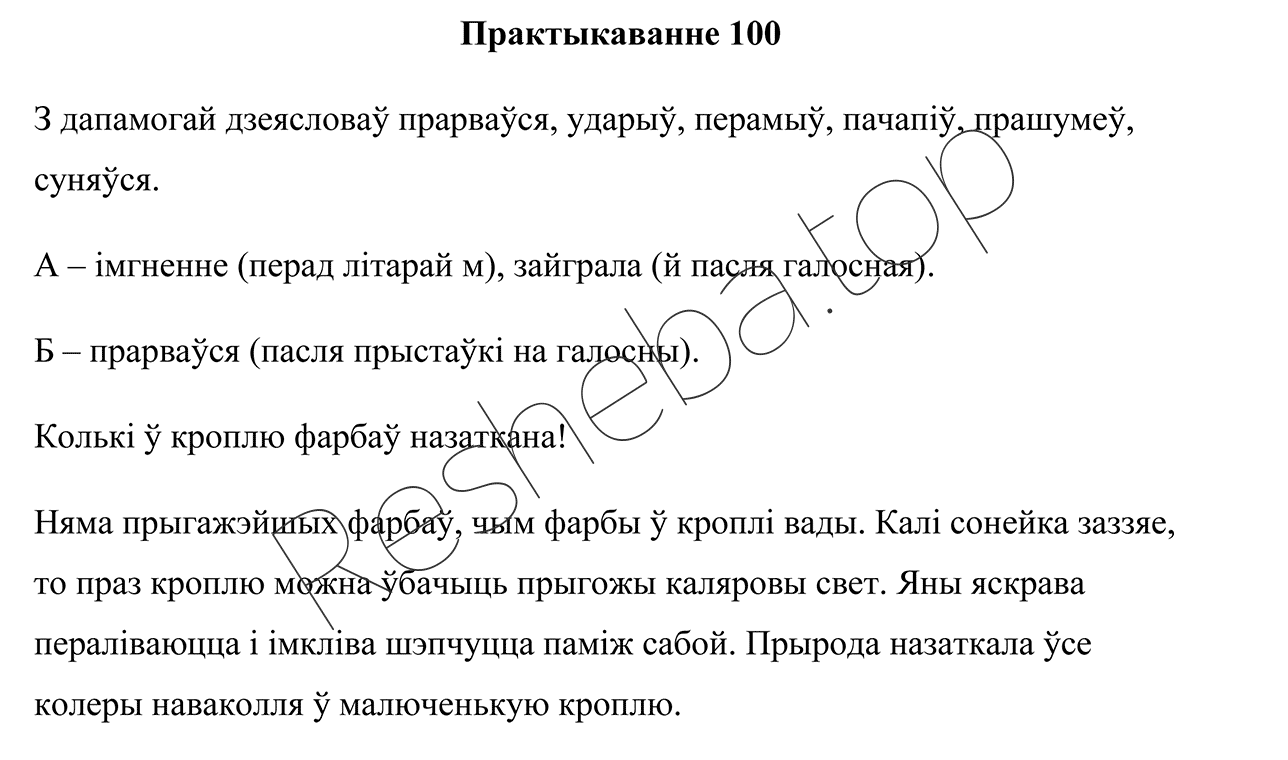 Практыкаванне 100
З дапамогай дзеясловаў прарваўся, ударыў, перамыў, пачапіў, прашумеў,
суняўся.
А – імгненне (перад літарай м), зайграла (й пасля галосная).
Б – прарваўся (пасля прыстаўкі на галосны).
Колькі ў кроплю фарбаў назаткана!
Няма прыгажэйшых фарбаў, чым фарбы ў кроплі вады. Калі сонейка заззяе,
то праз кроплю можна ўбачыць прыгожы каляровы свет. Яны яскрава
пераліваюцца і імкліва шэпчуцца паміж сабой. Прырода назаткала ўсе
колеры наваколля ў малюченькую кроплю.
Resheba.top